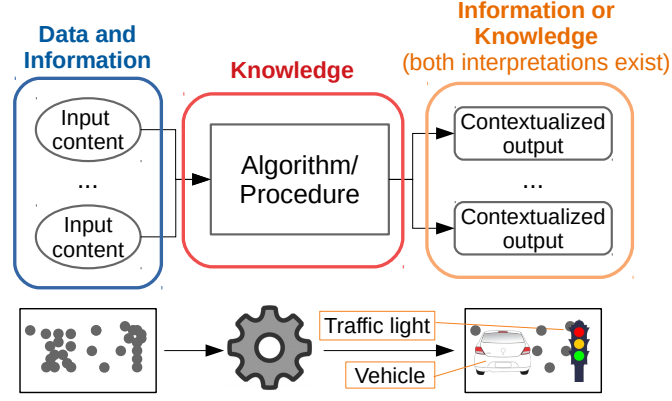 Data and
Information
Knowledge
Information or
Knowledge
(both interpretations exist)
Input
content
...
Input
content
Algorithm/
Procedure
Contextualized
output
...
Contextualized
output
Traffic light
Vehicle